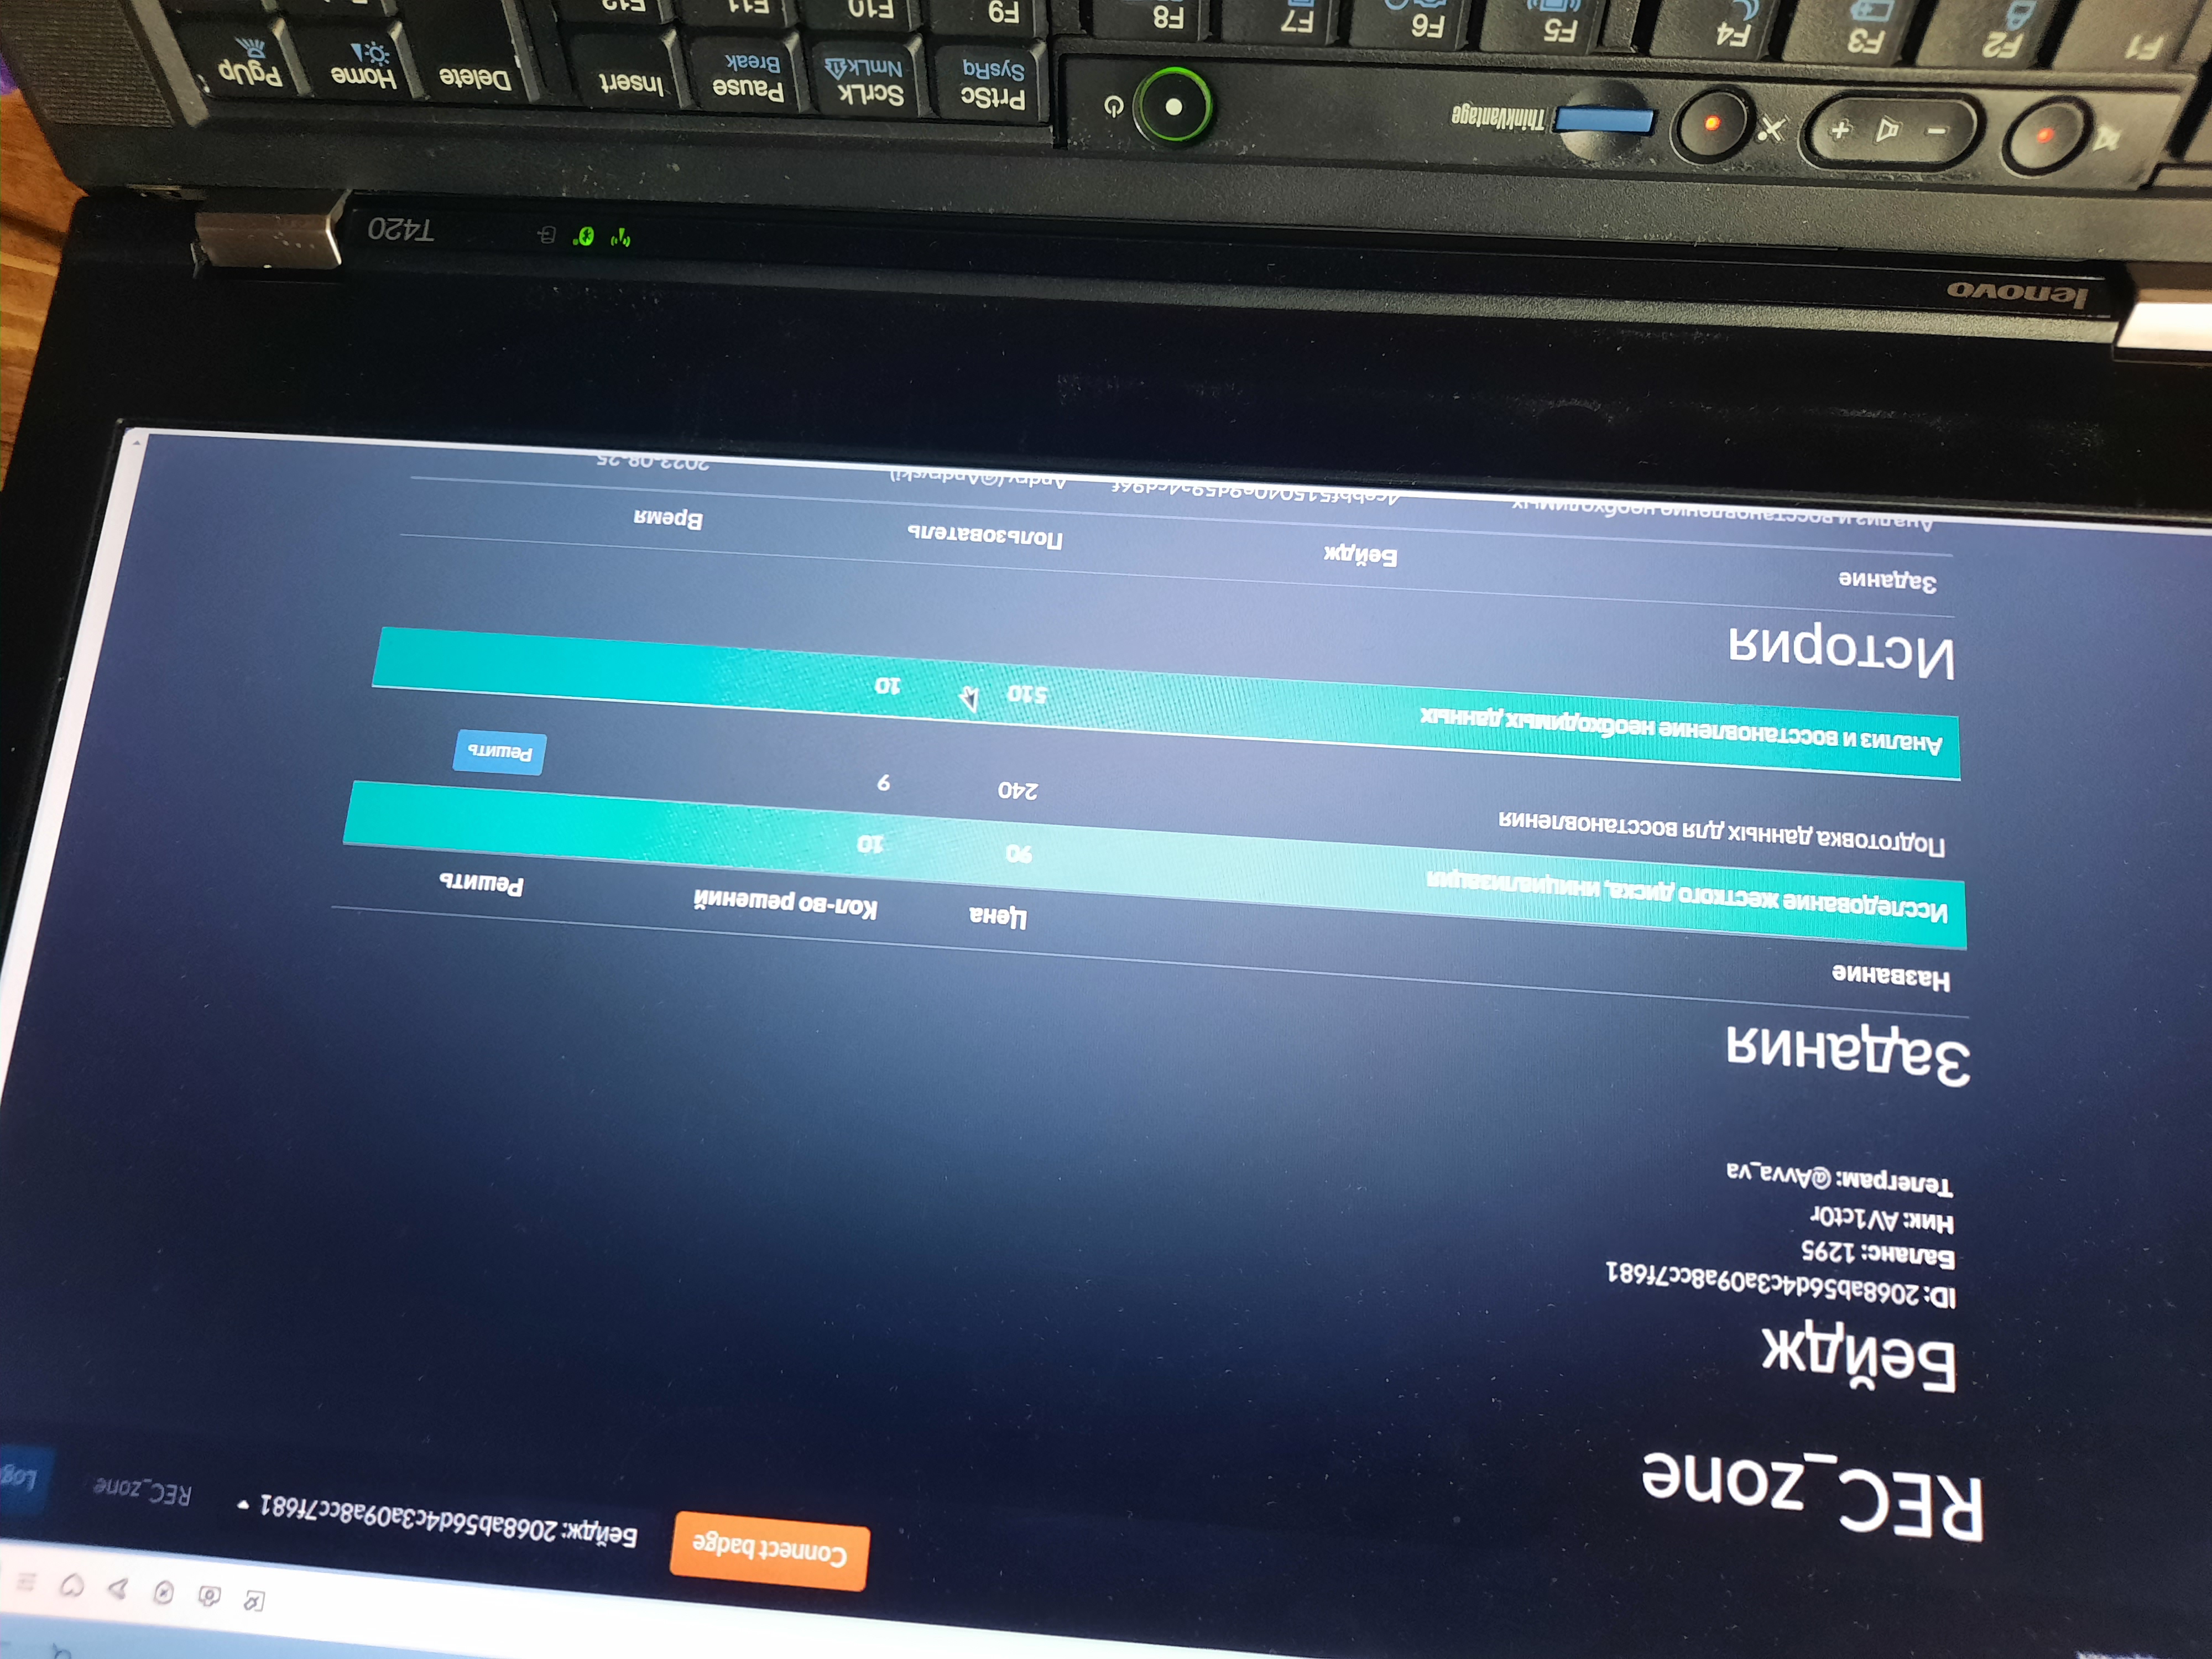 Connect badge
Бейдж: 2068ab56d4c3a09a8cc7f681
REC_zone
Log
REC_zone
Бейдж
ID: 2068ab56d4c3a09a8cc7f681
Баланс: 1295
Ник: AV1ct0r
Телеграм: @Avva_va
Задания
Название Цена Кол-во решений Решить
Исследование жесткого диска, инициализация 90 10
Подготовка данных для восстановления 240 9 Решить
Анализ и восстановление необходимых данных 510 10
История
Задание Бейдж Пользователь Время
Анализ и восстановление необходимых 4cebbf515040e9d59a4cd96f Andry (@Andryski) 2023-08-25
lenovo
T420
ThinkVantage
PrtSc
SysRq
ScrLk
NmLk
Pause
Break
Insert
Delete
Home
PgUp
F1 F2 F3 F4 F5 F6 F7 F8 F9 F10 F11 F12